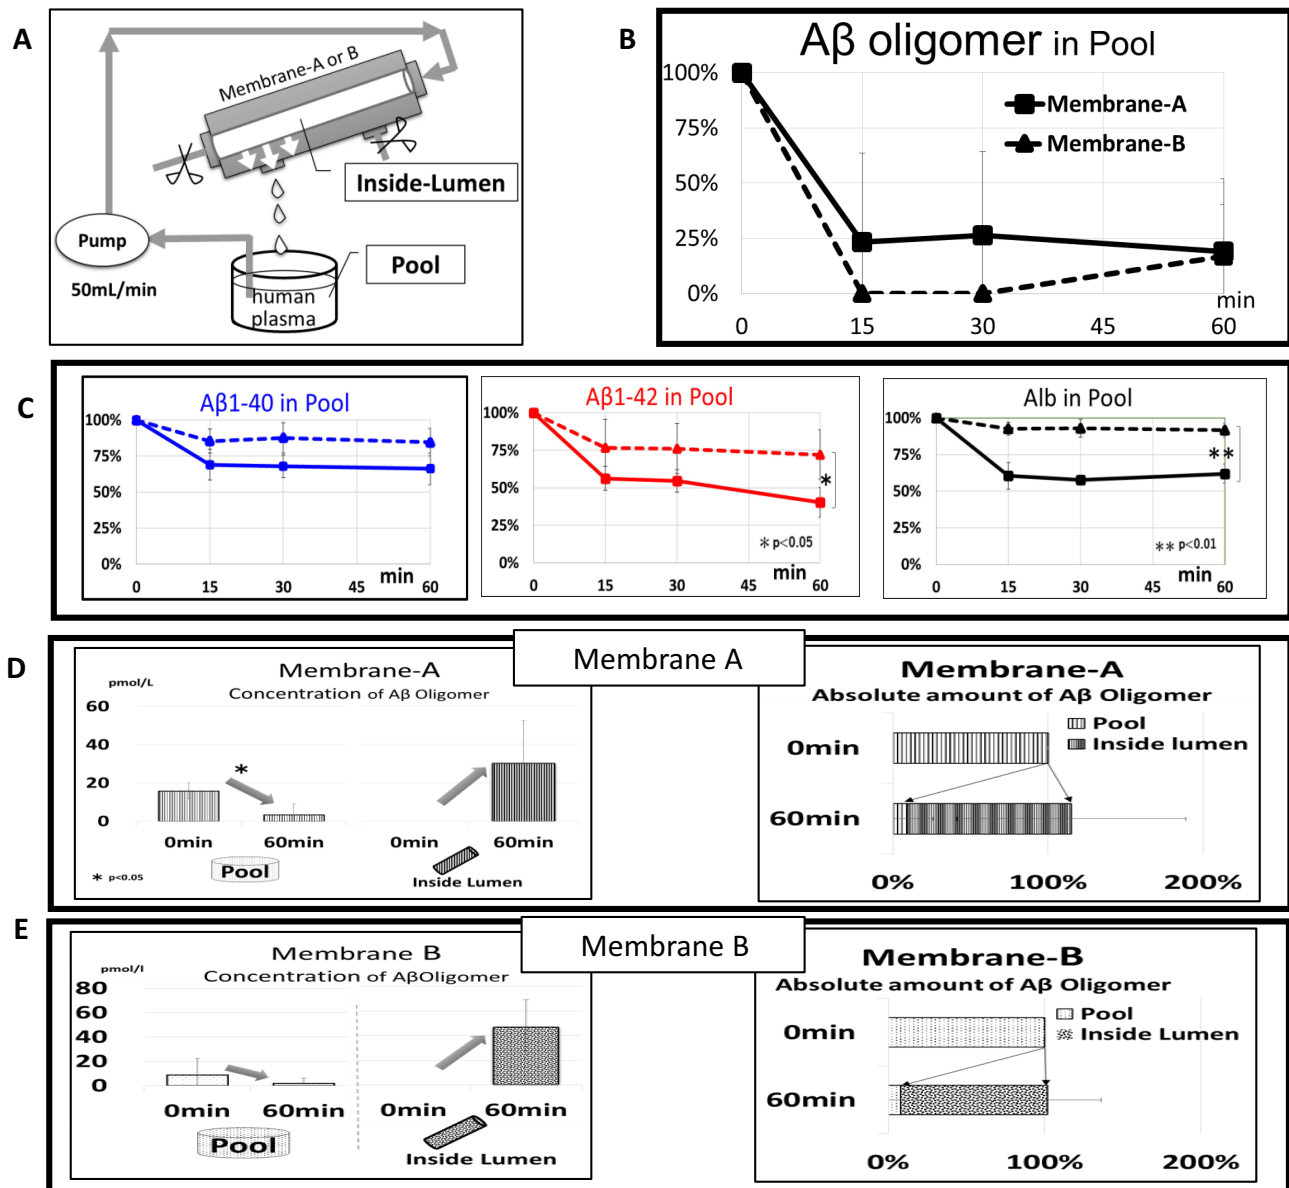 A
Membrane-A or B
Inside-Lumen
Pump
50mL/min
Pool
human
plasma
B
Aβ oligomer in Pool
100%
75%
50%
25%
0%
Membrane-A
Membrane-B
min
0 15 30 45 60
C
Aβ1-40 in Pool
100%
75%
50%
25%
0%
min
0 15 30 45 60
Aβ1-42 in Pool
100%
75%
50%
25%
0%
*
* p<0.05
min
0 15 30 45 60
Alb in Pool
100%
75%
50%
25%
0%
**
** p<0.01
min
0 15 30 45 60
D
Membrane A
Membrane-A
Concentration of Aβ Oligomer
pmol/L
60
40
20
0
*
0min 60min 0min 60min
Pool
Inside Lumen
* p<0.05
Membrane-A
Absolute amount of Aβ Oligomer
Pool
Inside lumen
0min
60min
0% 100% 200%
E
Membrane B
Membrane B
Concentration of AβOligomer
pmol/l
80
60
40
20
0
0min 60min 0min 60min
Pool
Inside Lumen
Membrane-B
Absolute amount of Aβ Oligomer
Pool
Inside Lumen
0min
60min
0% 100% 200%